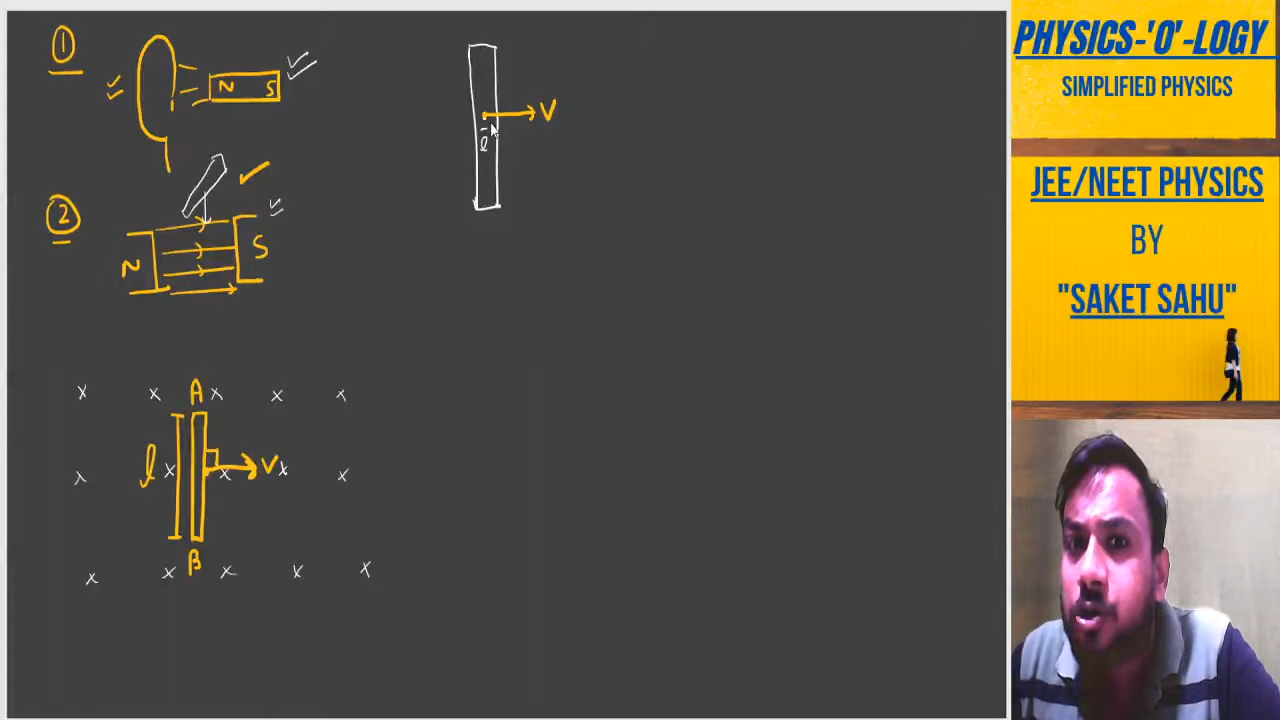 ①
N S
②
N S
V
e̅
A
l V
B
x x x x x
x x x x x
x x x x x
PHYSICS-'O'-LOGY
SIMPLIFIED PHYSICS
JEE/NEET PHYSICS
BY
"SAKET SAHU"